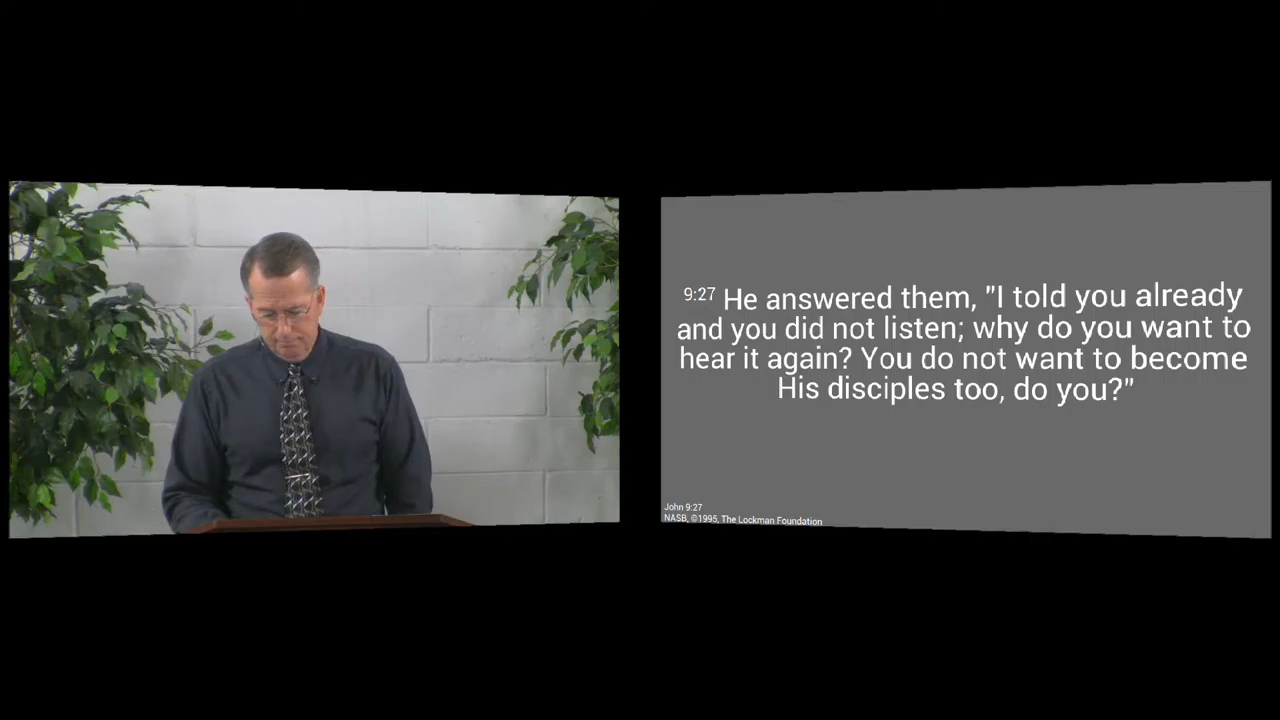 9:27 He answered them, "I told you already
and you did not listen; why do you want to
hear it again? You do not want to become
His disciples too, do you?"
John 9:27
NASB, ©1995, The Lockman Foundation